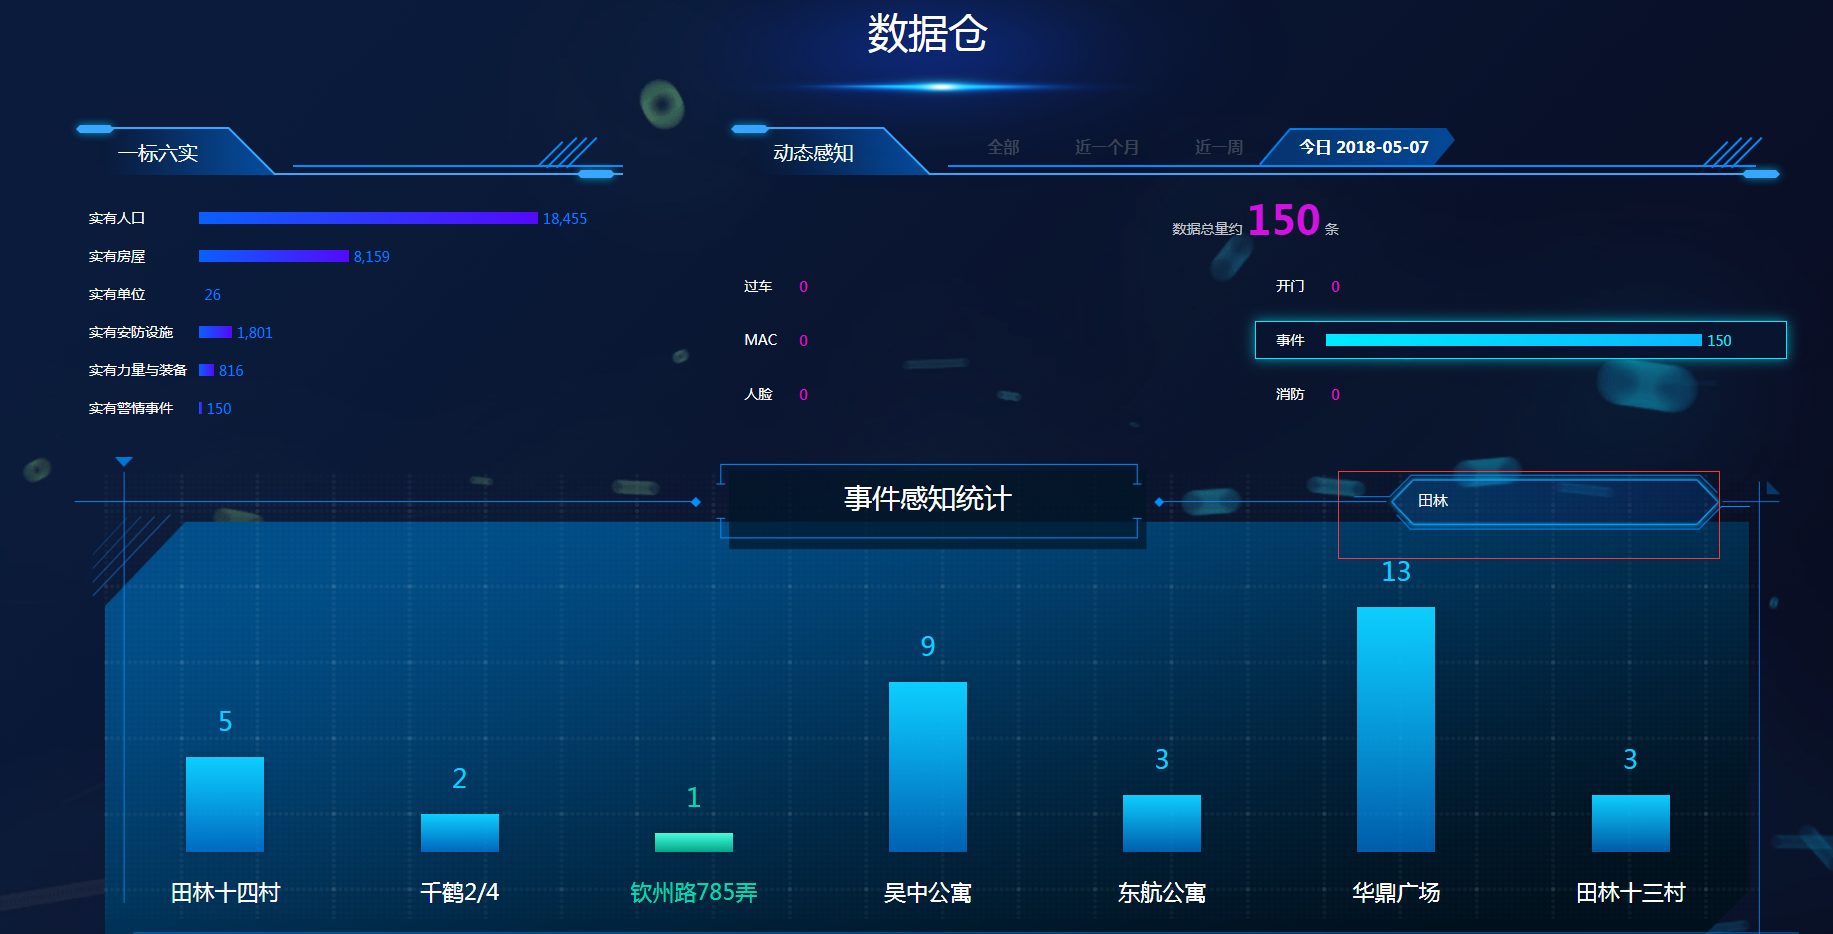 数据仓
一标六实
动态感知 全部 近一个月 近一周 今日 2018-05-07
实有人口 18,455
实有房屋 8,159
实有单位 26
实有安防设施 1,801
实有力量与装备 816
实有警情事件 150
数据总量约 150 条
过车 0
开门 0
MAC 0
事件 150
人脸 0
消防 0
事件感知统计
田林
5
2
1
9
3
13
3
田林十四村
千鹤2/4
钦州路785弄
吴中公寓
东航公寓
华鼎广场
田林十三村